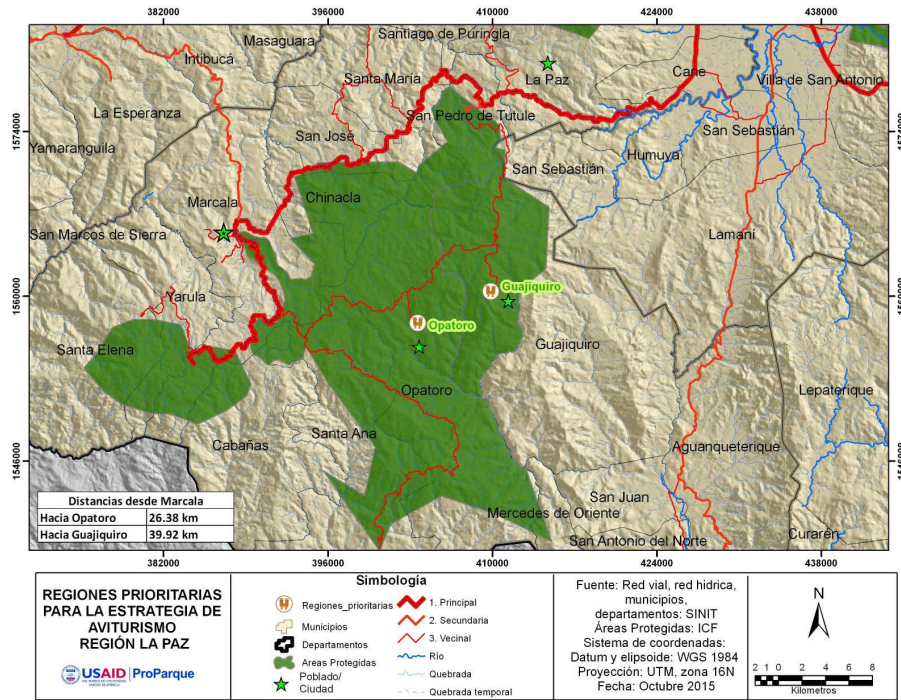 382000
396000
410000
424000
438000
Masaguara
Santiago de Puringla
Intibucá
La Paz
Cane
Villa de San Antonio
Santa Maria
La Esperanza
San Pedro de Tutule
1574000
1574000
San José
San Sebastián
Yamaranguila
San Sebastián
Humuya
Marcala
Chinacla
San Marcos de Sierra
Lamaní
Guajiquiro
1560000
1560000
Yarula
Opatoro
Santa Elena
Guajiquiro
Opatoro
Lepaterique
Santa Ana
Cabañas
Aguanqueterique
1546000
1546000
San Juan
Mercedes de Oriente
Curarén
San Antonio del Norte
Distancias desde Marcala
Hacia Opatoro 26.38 km
Hacia Guajiquiro 39.92 km
382000
396000
410000
424000
438000
REGIONES PRIORITARIAS
PARA LA ESTRATEGIA DE
AVITURISMO
REGIÓN LA PAZ
USAID ProParque
Simbología
Regiones_prioritarias
Municipios
Departamentos
Areas Protegidas
Poblado/
Ciudad
1. Principal
2. Secundaria
3. Vecinal
Río
Quebrada
Quebrada temporal
Fuente: Red vial, red hídrica,
municipios,
departamentos: SINIT
Áreas Protegidas: ICF
Sistema de coordenadas:
Datum y elipsoide: WGS 1984
Proyección: UTM, zona 16N
Fecha: Octubre 2015
N
2 1 0 2 4 6 8
Kilometros